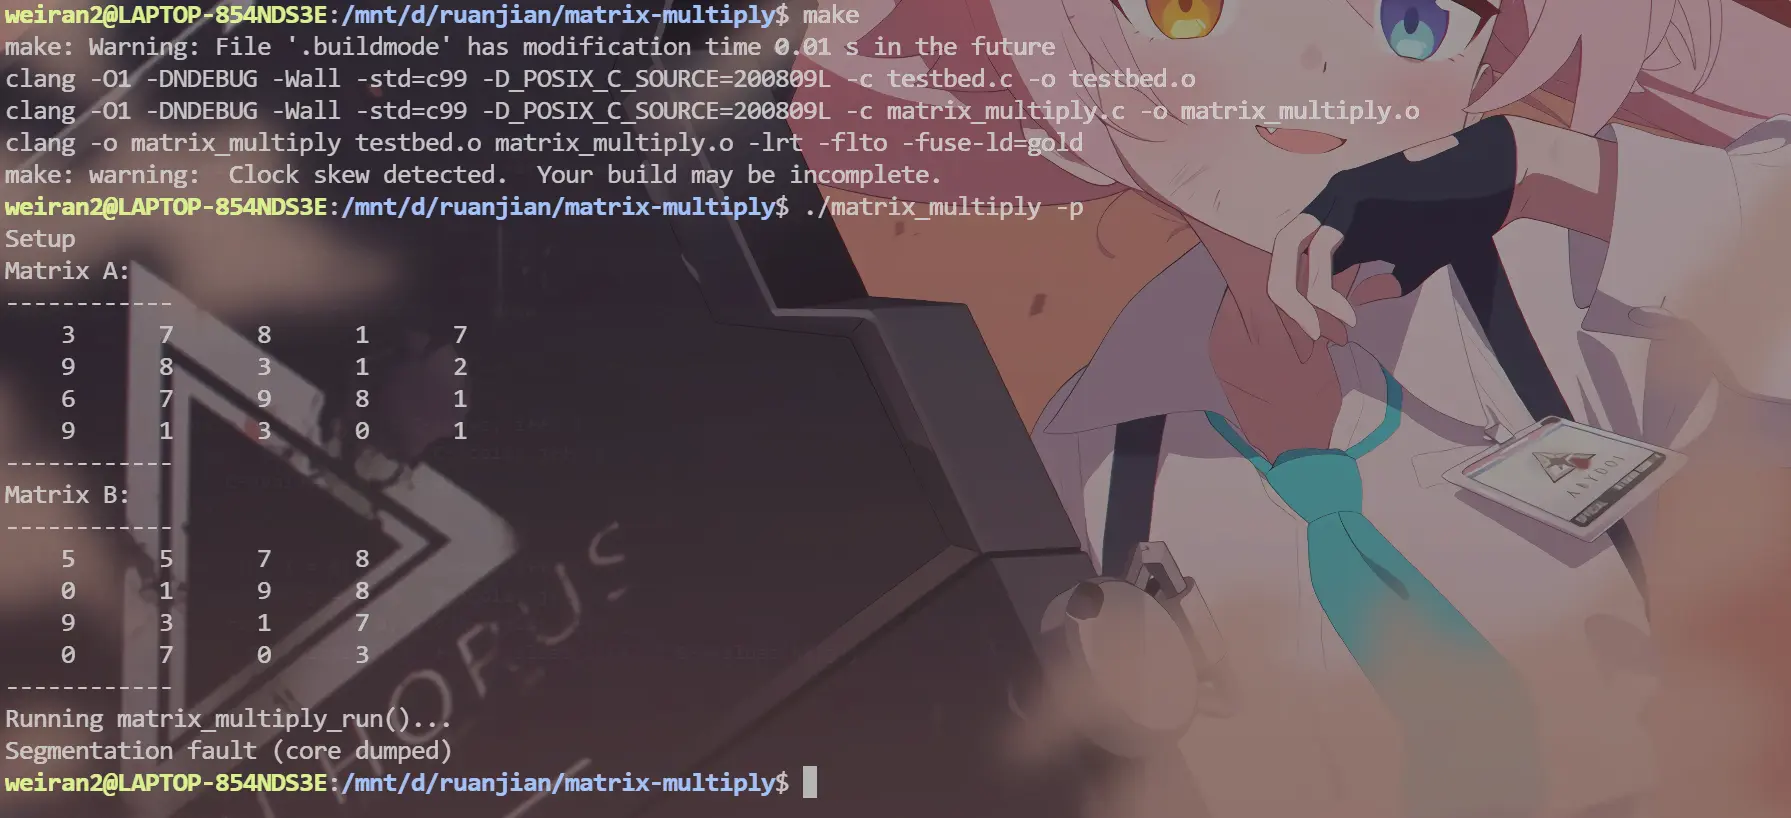 weiran2@LAPTOP-854NDS3E:/mnt/d/ruanjian/matrix-multiply$ make
make: Warning: File '.buildmode' has modification time 0.01 s in the future
clang -O1 -DNDEBUG -Wall -std=c99 -D_POSIX_C_SOURCE=200809L -c testbed.c -o testbed.o
clang -O1 -DNDEBUG -Wall -std=c99 -D_POSIX_C_SOURCE=200809L -c matrix_multiply.c -o matrix_multiply.o
clang -o matrix_multiply testbed.o matrix_multiply.o -lrt -flto -fuse-ld=gold
make: warning:  Clock skew detected.  Your build may be incomplete.
weiran2@LAPTOP-854NDS3E:/mnt/d/ruanjian/matrix-multiply$ ./matrix_multiply -p
Setup
Matrix A:
------------
    3      7      8      1      7
    9      8      3      1      2
    6      7      9      8      1
    9      1      3      0      1
------------
Matrix B:
------------
    5      5      7      8
    0      1      9      8
    9      3      1      7
    0      7      0      3
------------
Running matrix_multiply_run()...
Segmentation fault (core dumped)
weiran2@LAPTOP-854NDS3E:/mnt/d/ruanjian/matrix-multiply$
HORUS
ABYDOS